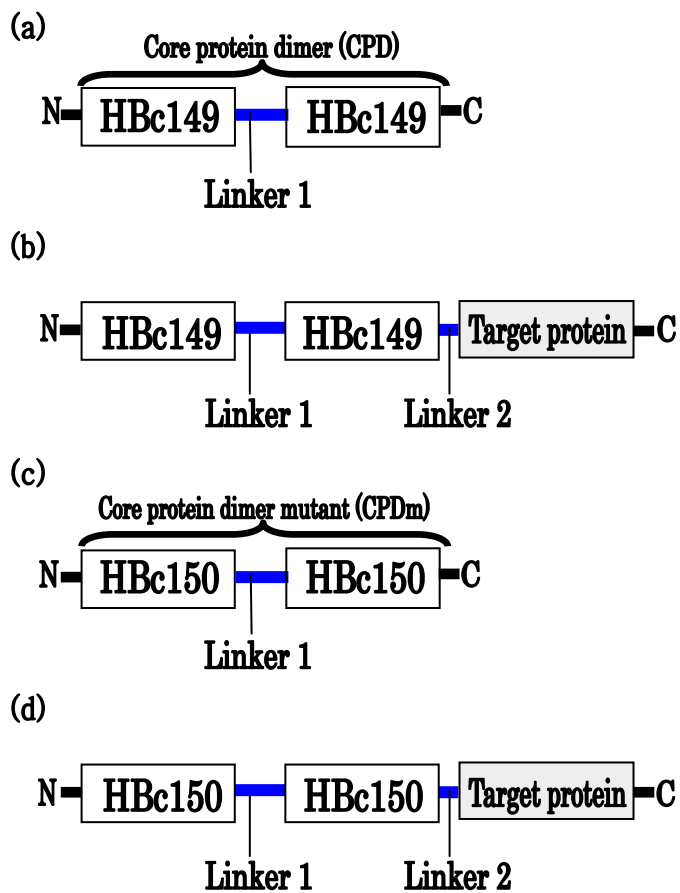 (a)
Core protein dimer (CPD)
N HBc149 HBc149 C
Linker 1
(b)
N HBc149 HBc149 Target protein C
Linker 1 Linker 2
(c)
Core protein dimer mutant (CPDm)
N HBc150 HBc150 C
Linker 1
(d)
N HBc150 HBc150 Target protein C
Linker 1 Linker 2